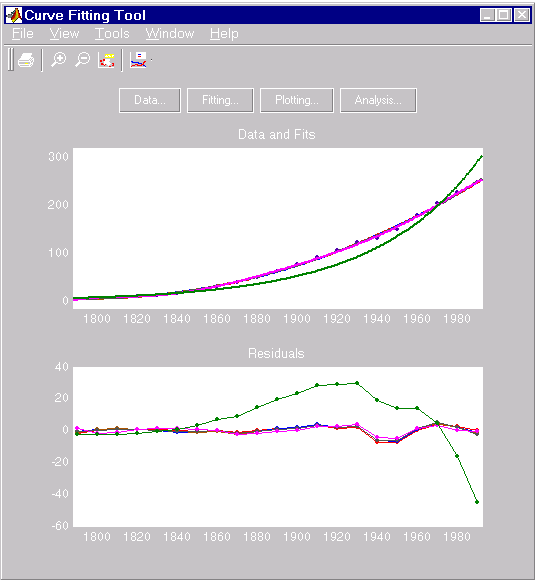 Curve Fitting Tool
File View Tools Window Help
Data... Fitting... Plotting... Analysis...
Data and Fits
300
200
100
0
1800 1820 1840 1860 1880 1900 1920 1940 1960 1980
Residuals
40
20
0
-20
-40
-60
1800 1820 1840 1860 1880 1900 1920 1940 1960 1980